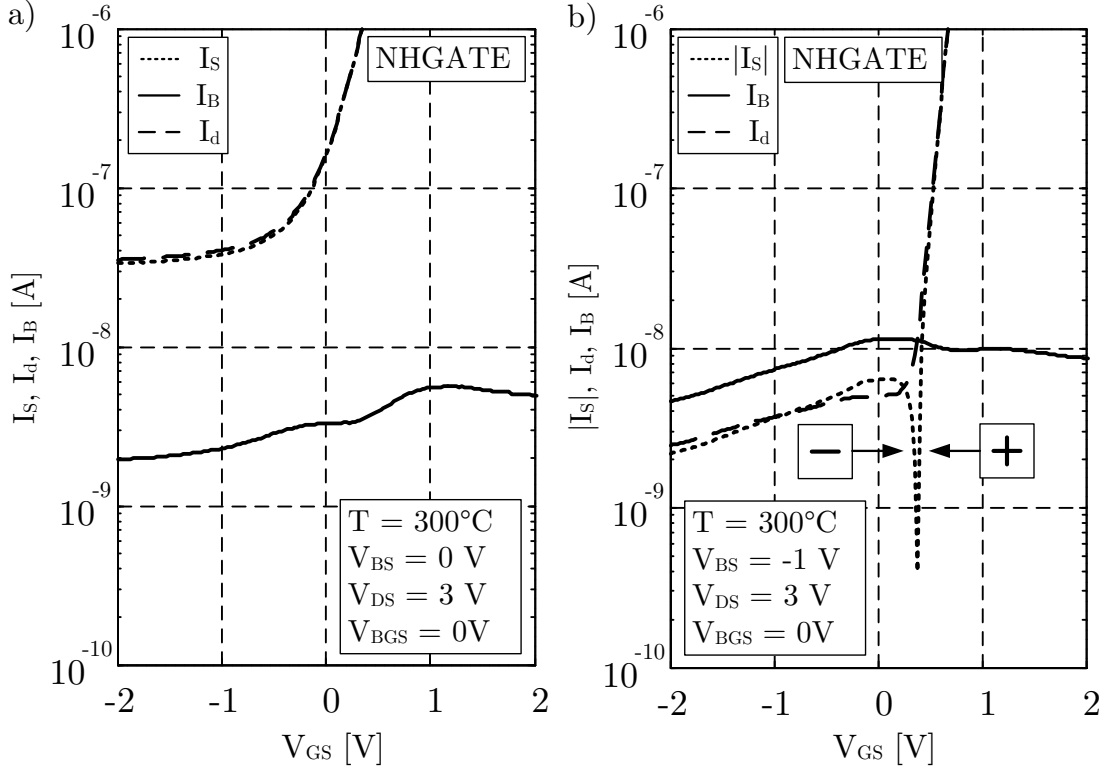 a)
I_S, I_d, I_B [A]
10^-6
10^-7
10^-8
10^-9
10^-10
I_S
I_B
I_d
NHGATE
T = 300°C
V_BS = 0 V
V_DS = 3 V
V_BGS = 0V
-2 -1 0 1 2
V_GS [V]
b)
|I_S|, I_d, I_B [A]
10^-6
10^-7
10^-8
10^-9
10^-10
|I_S|
I_B
I_d
NHGATE
− +
T = 300°C
V_BS = -1 V
V_DS = 3 V
V_BGS = 0V
-2 -1 0 1 2
V_GS [V]